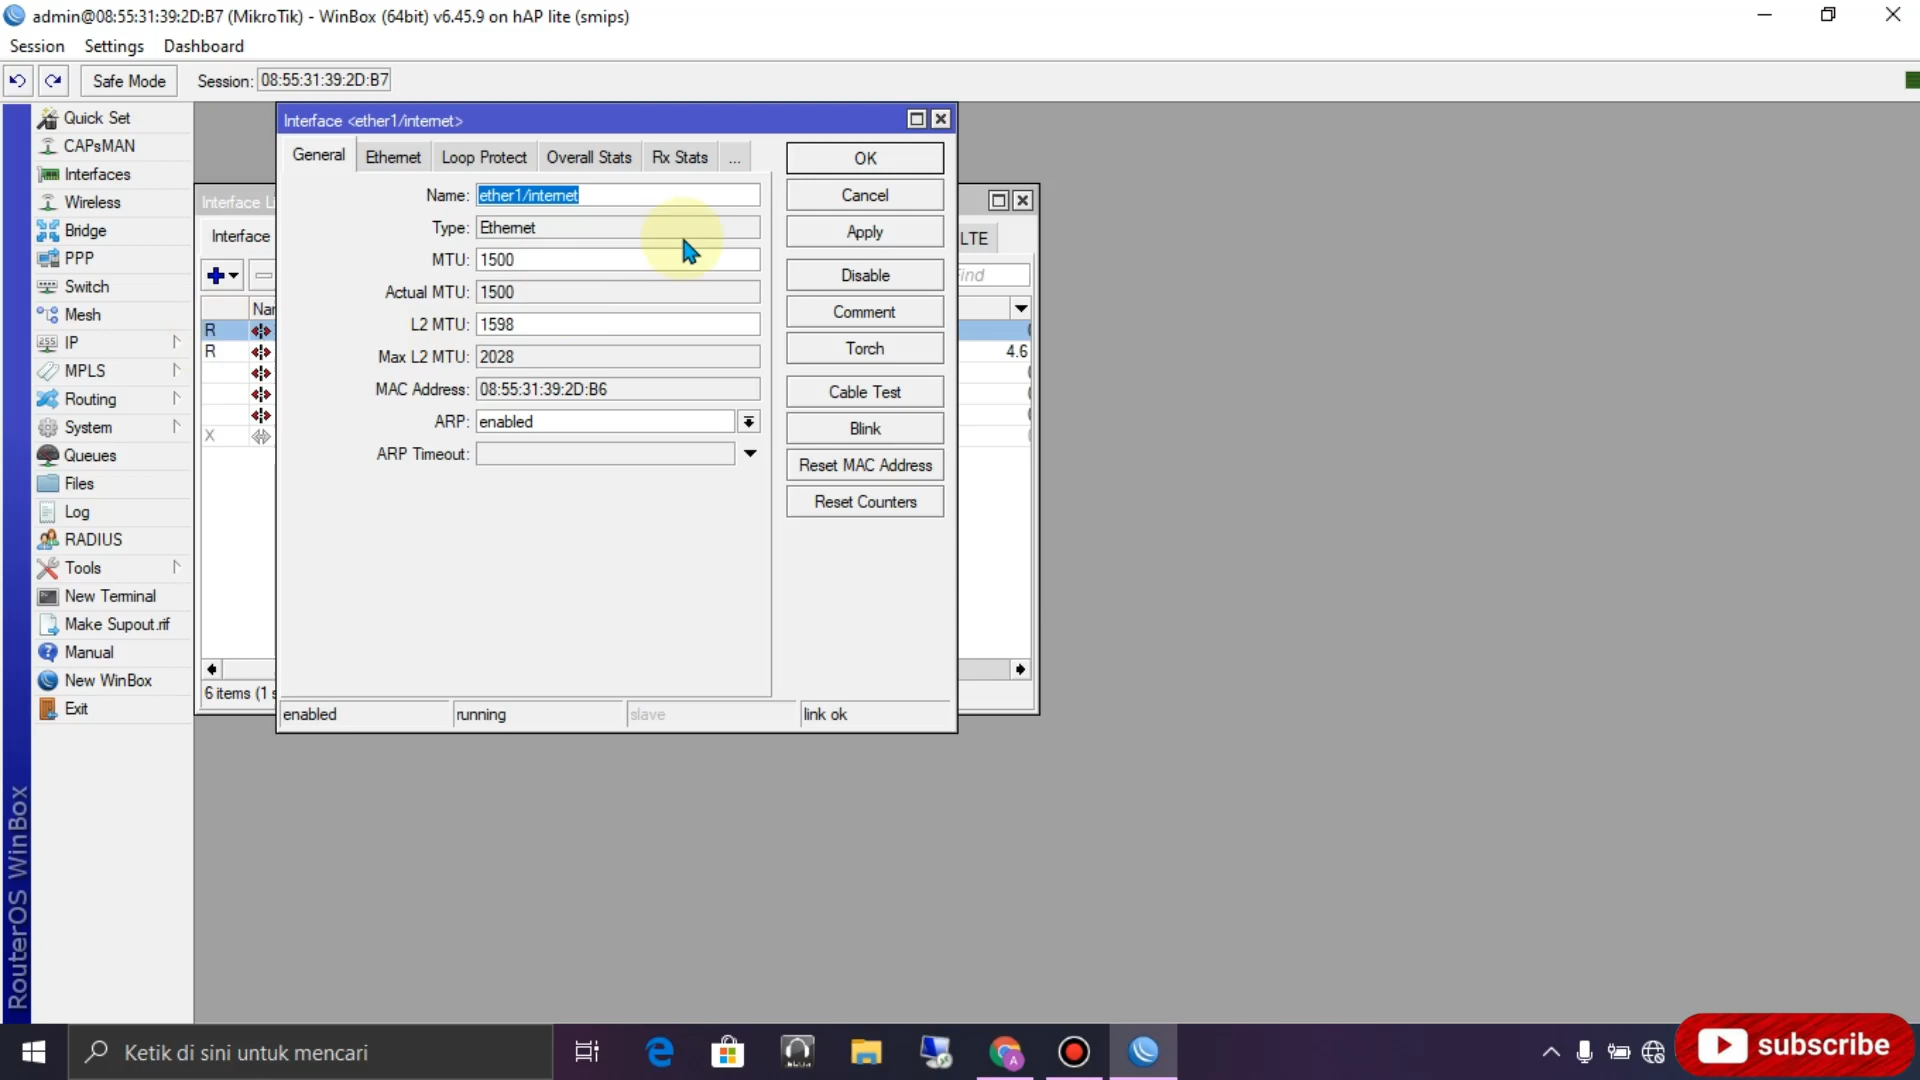 admin@08:55:31:39:2D:B7 (MikroTik) - WinBox (64bit) v6.45.9 on hAP lite (smips)
Session Settings Dashboard
Safe Mode Session: 08:55:31:39:2D:B7
Quick Set
CAPsMAN
Interfaces
Wireless
Bridge
PPP
Switch
Mesh
IP
MPLS
Routing
System
Queues
Files
Log
RADIUS
Tools
New Terminal
Make Supout.rif
Manual
New WinBox
Exit
RouterOS WinBox
Interface <ether1/internet>
General Ethernet Loop Protect Overall Stats Rx Stats ...
Name: ether1/internet
Type: Ethernet
MTU: 1500
Actual MTU: 1500
L2 MTU: 1598
Max L2 MTU: 2028
MAC Address: 08:55:31:39:2D:B6
ARP: enabled
ARP Timeout:
OK
Cancel
Apply
Disable
Comment
Torch
Cable Test
Blink
Reset MAC Address
Reset Counters
enabled running slave link ok
Interface
LTE
R
R 4.6
X
6 items
Ketik di sini untuk mencari
subscribe